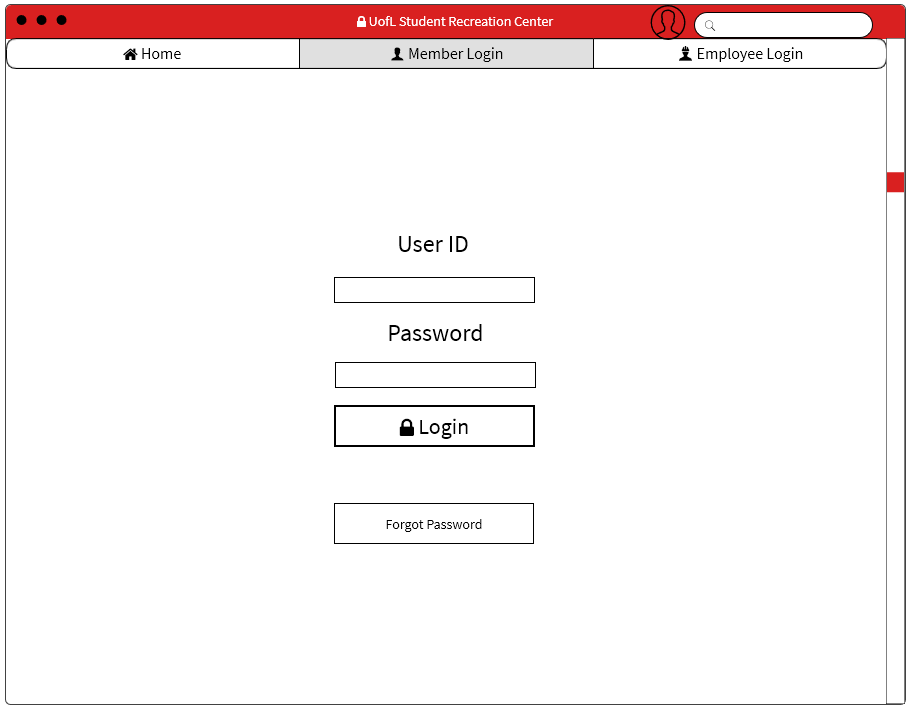 UofL Student Recreation Center
Home
Member Login
Employee Login
User ID
Password
Login
Forgot Password